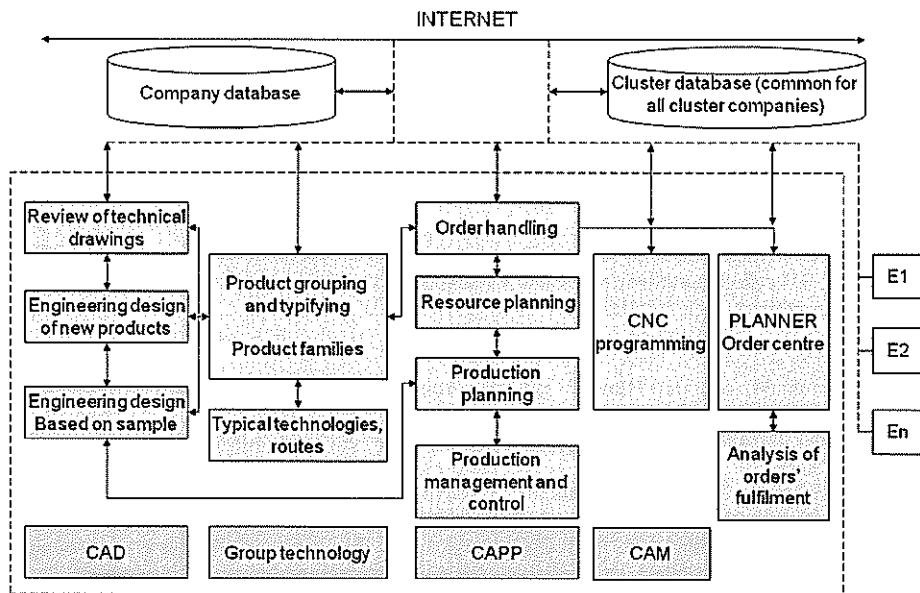 INTERNET
Company database
Cluster database (common for
all cluster companies)
Review of technical
drawings
Engineering design
of new products
Engineering design
Based on sample
Product grouping
and typifying
Product families
Typical technologies,
routes
Order handling
Resource planning
Production
planning
Production
management and
control
CNC
programming
PLANNER
Order centre
Analysis of
orders' 
fulfilment
E1
E2
En
CAD
Group technology
CAPP
CAM